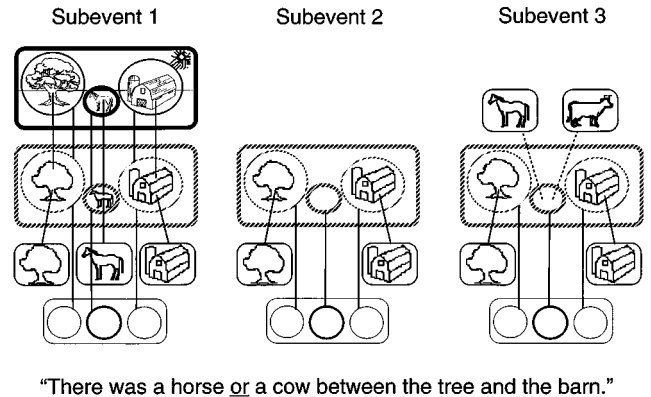 Subevent 1 Subevent 2 Subevent 3
“There was a horse or a cow between the tree and the barn.”